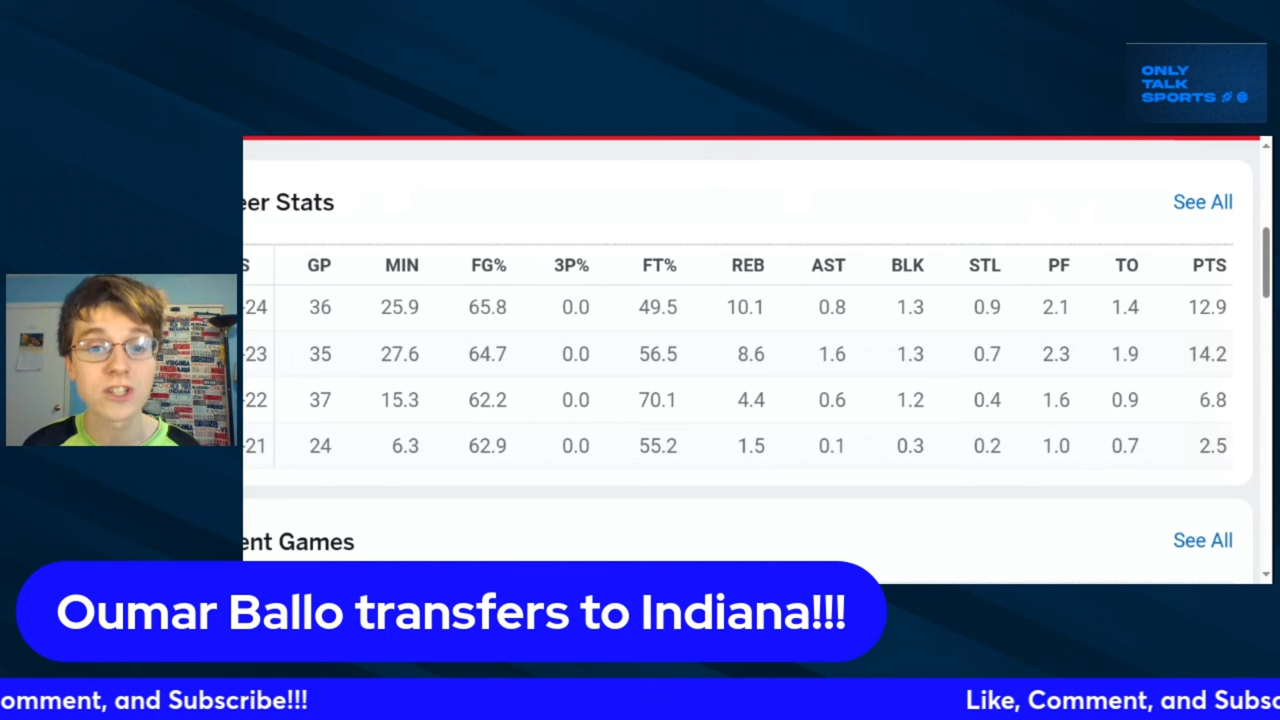 ONLY
TALK
SPORTS
eer Stats See All
S GP MIN FG% 3P% FT% REB AST BLK STL PF TO PTS
-24 36 25.9 65.8 0.0 49.5 10.1 0.8 1.3 0.9 2.1 1.4 12.9
-23 35 27.6 64.7 0.0 56.5 8.6 1.6 1.3 0.7 2.3 1.9 14.2
-22 37 15.3 62.2 0.0 70.1 4.4 0.6 1.2 0.4 1.6 0.9 6.8
-21 24 6.3 62.9 0.0 55.2 1.5 0.1 0.3 0.2 1.0 0.7 2.5
ent Games See All
Oumar Ballo transfers to Indiana!!!
omment, and Subscribe!!! Like, Comment, and Subsc